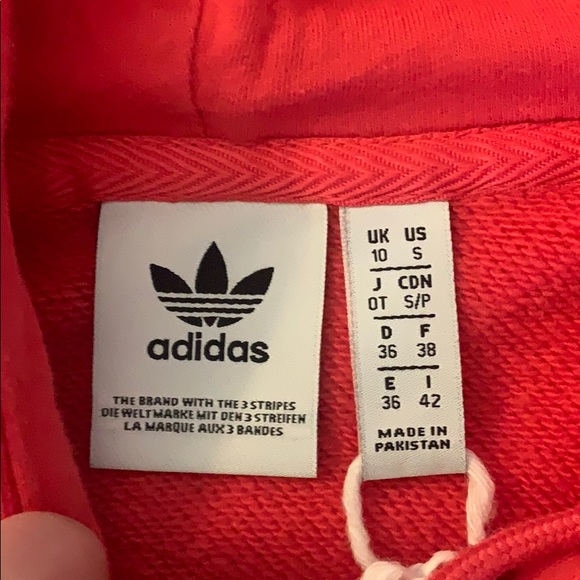 adidas
THE BRAND WITH THE 3 STRIPES
DIE WELTMARKE MIT DEN 3 STREIFEN
LA MARQUE AUX 3 BANDES
UK US
10 S
J CDN
OT S/P
D F
36 38
E I
36 42
MADE IN
PAKISTAN